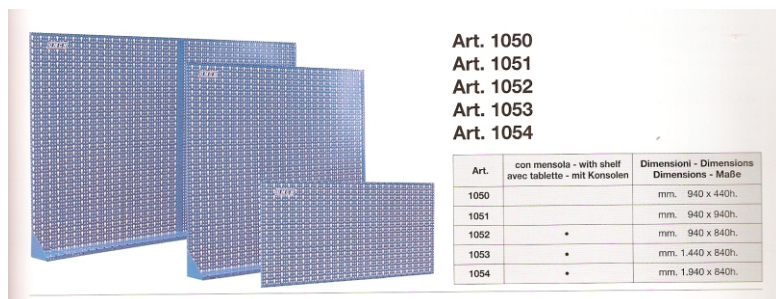 Art. 1050
Art. 1051
Art. 1052
Art. 1053
Art. 1054
Art. con mensola - with shelf avec tablette - mit Konsolen Dimensioni - Dimensions Dimensions - Maße
1050 mm. 940 x 440h.
1051 mm. 940 x 940h.
1052 • mm. 940 x 840h.
1053 • mm. 1.440 x 840h.
1054 • mm. 1.940 x 840h.